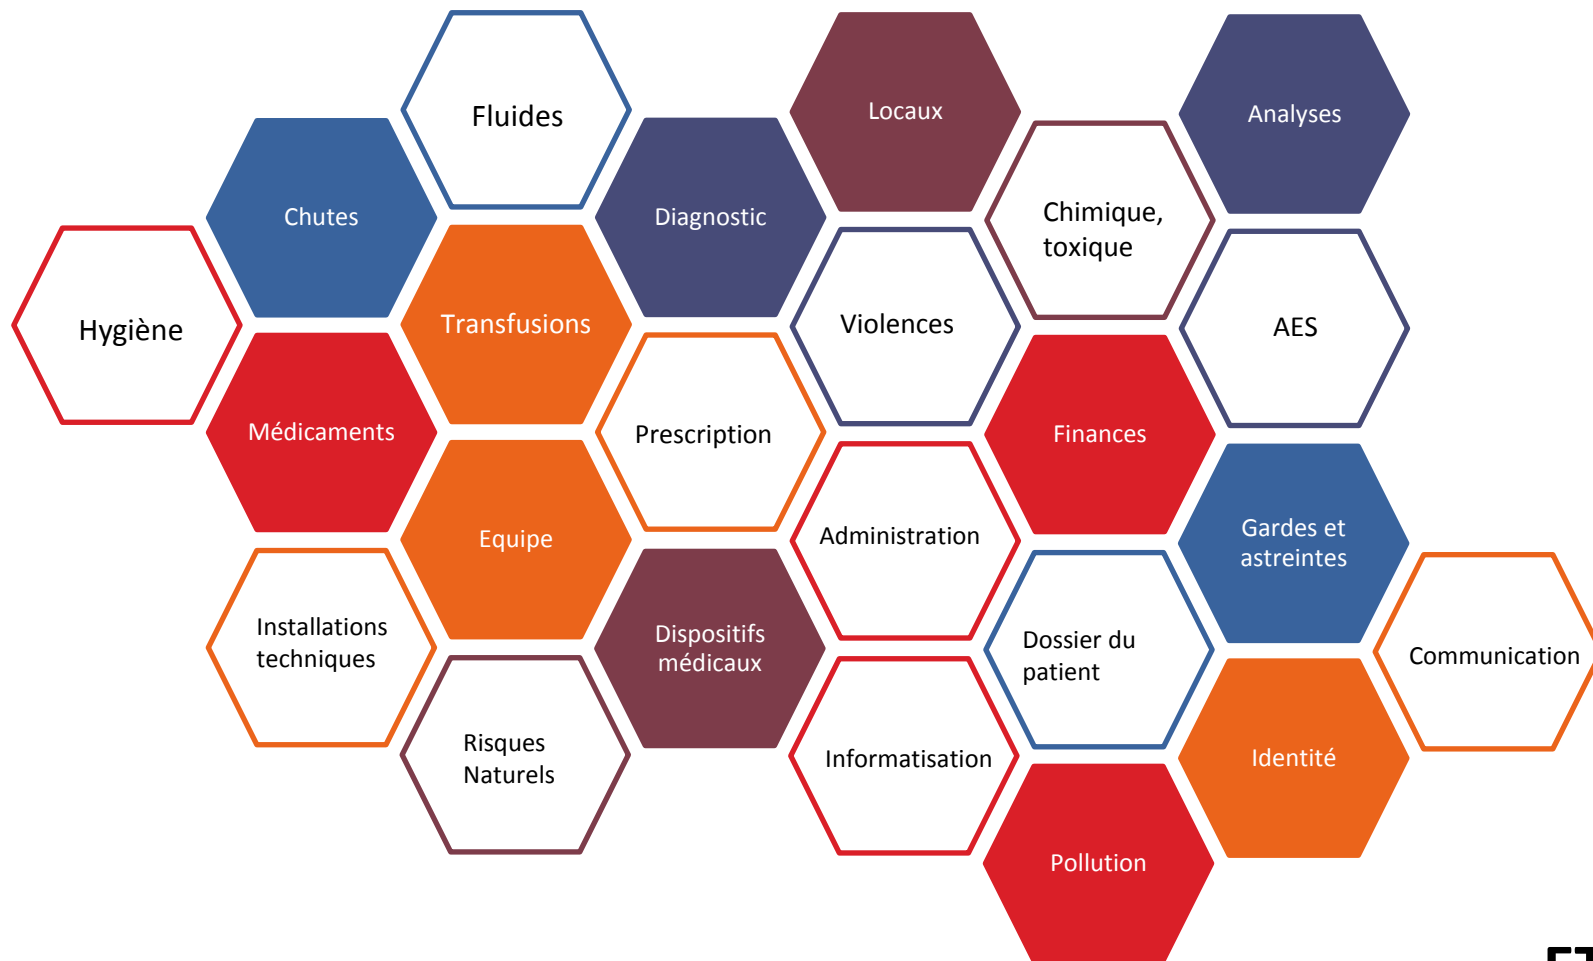 Fluides
Locaux
Analyses
Chutes
Diagnostic
Chimique,
toxique
Hygiène
Transfusions
Violences
AES
Médicaments
Prescription
Finances
Equipe
Administration
Gardes et
astreintes
Installations
techniques
Dispositifs
médicaux
Dossier du
patient
Communication
Risques
Naturels
Informatisation
Identité
Pollution